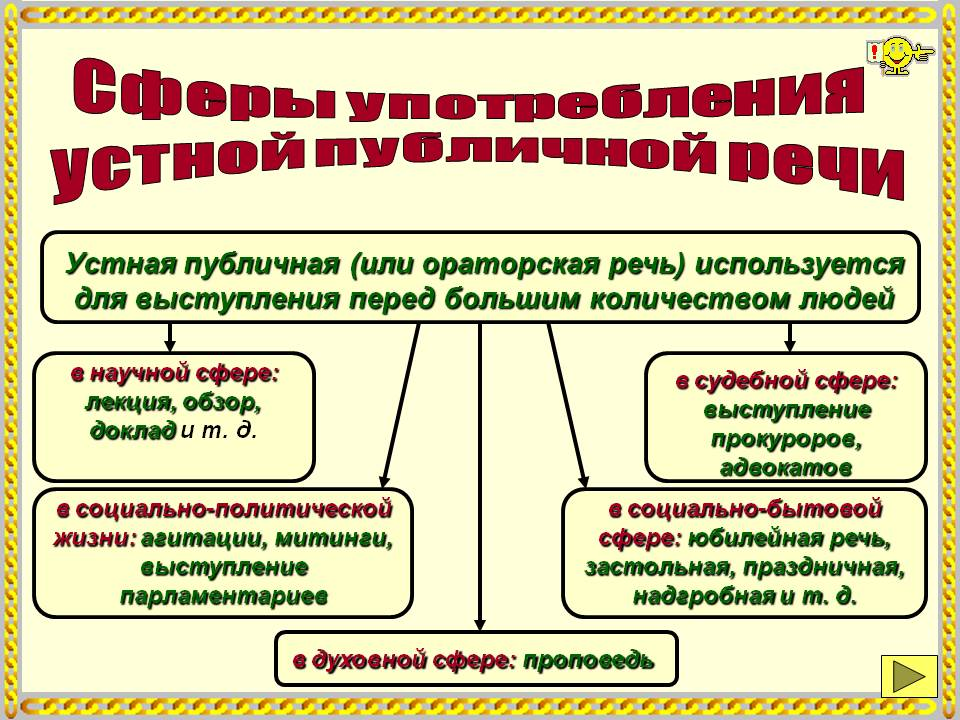 Сферы употребления
устной публичной речи
Устная публичная (или ораторская речь) используется
для выступления перед большим количеством людей
в научной сфере:
лекция, обзор,
доклад и т. д.
в судебной сфере:
выступление
прокуроров,
адвокатов
в социально-политической
жизни: агитации, митинги,
выступление
парламентариев
в социально-бытовой
сфере: юбилейная речь,
застольная, праздничная,
надгробная и т. д.
в духовной сфере: проповедь